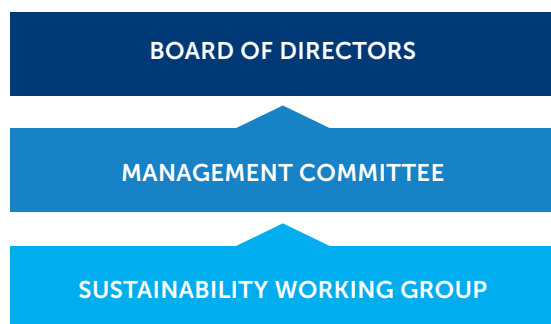 BOARD OF DIRECTORS
MANAGEMENT COMMITTEE
SUSTAINABILITY WORKING GROUP